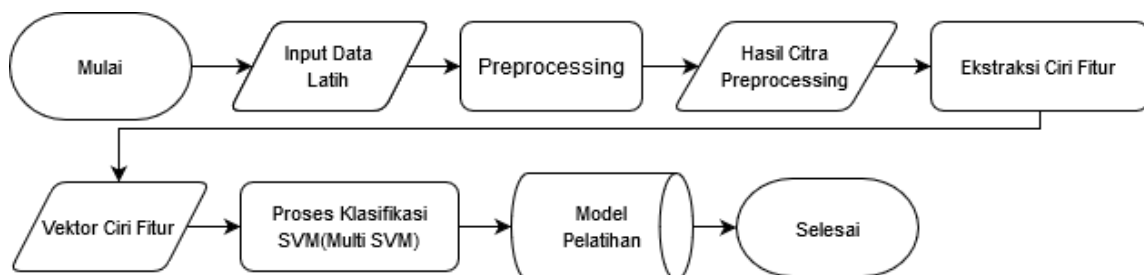 Mulai
Input Data
Latih
Preprocessing
Hasil Citra
Preprocessing
Ekstraksi Ciri Fitur
Vektor Ciri Fitur
Proses Klasifikasi
SVM(Multi SVM)
Model
Pelatihan
Selesai